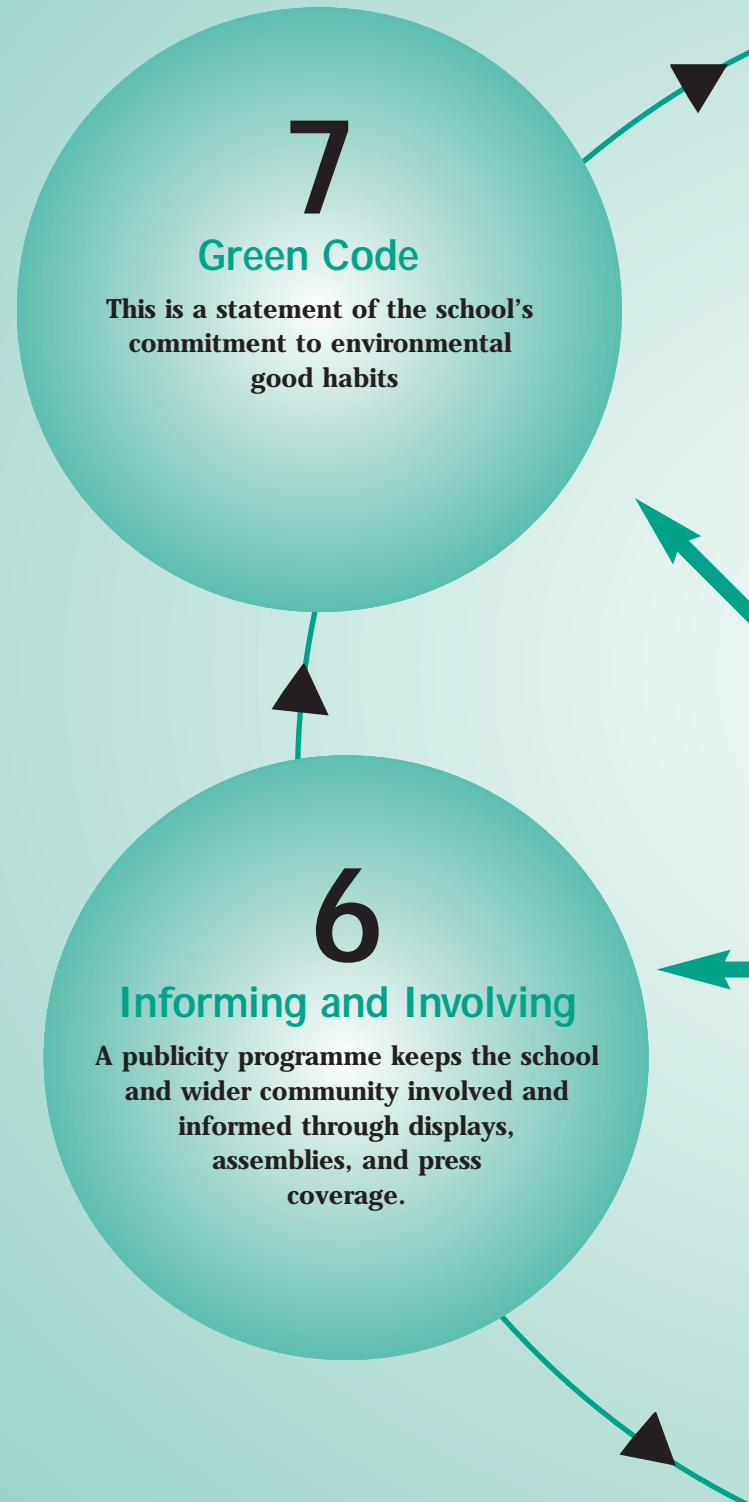 7
Green Code
This is a statement of the school’s
commitment to environmental
good habits
6
Informing and Involving
A publicity programme keeps the school
and wider community involved and
informed through displays,
assemblies, and press
coverage.